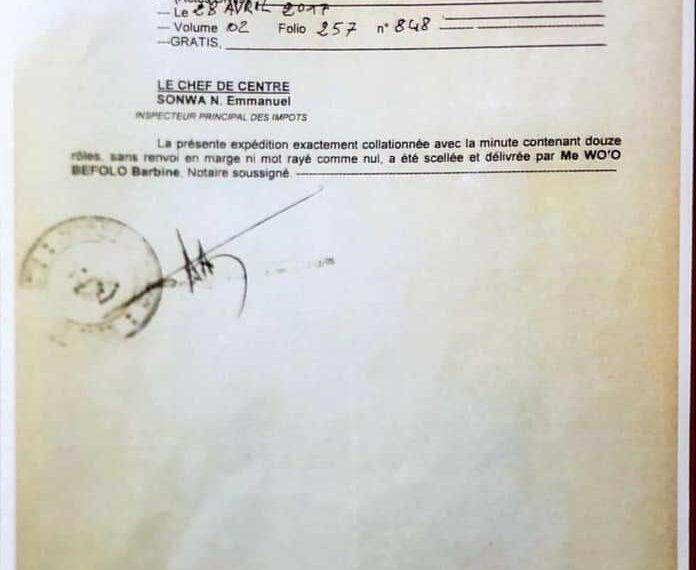 — Le 28 AVRIL 2017
— Volume 02 Folio 257 n° 848
—GRATIS,
LE CHEF DE CENTRE
SONWA N. Emmanuel
INSPECTEUR PRINCIPAL DES IMPOTS
La présente expédition exactement collationnée avec la minute contenant douze
rôles, sans renvoi en marge ni mot rayé comme nul, a été scellée et délivrée par Me WO'O
BEFOLO Barbine, Notaire soussigné.